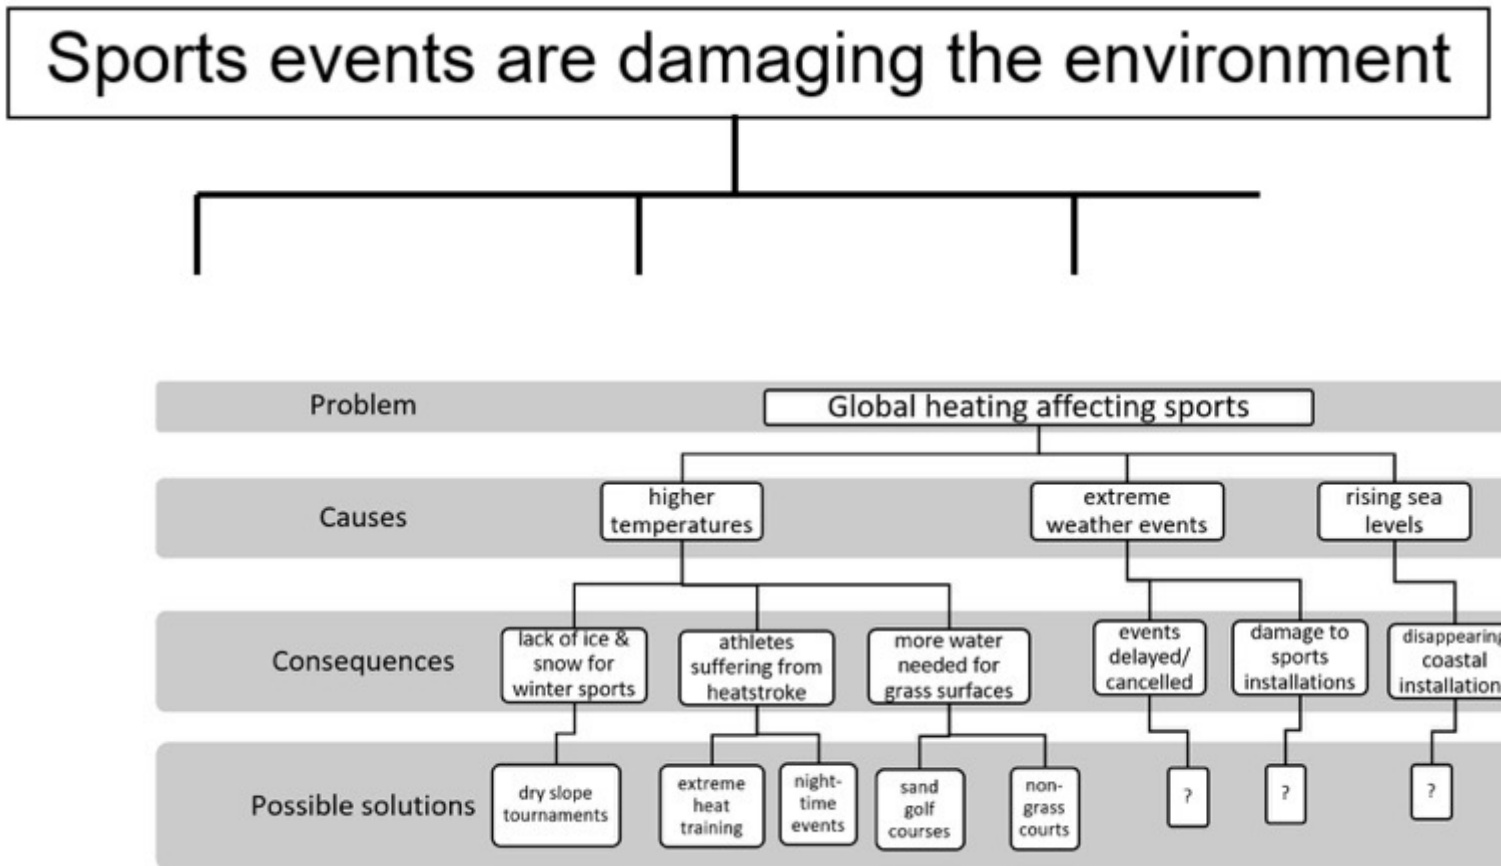 Sports events are damaging the environment
Problem
Global heating affecting sports
Causes
higher
temperatures
extreme
weather events
rising sea
levels
Consequences
lack of ice &
snow for
winter sports
athletes
suffering from
heatstroke
more water
needed for
grass surfaces
events
delayed/
cancelled
damage to
sports
installations
disappearing
coastal
installation
Possible solutions
dry slope
tournaments
extreme
heat
training
night-
time
events
sand
golf
courses
non-
grass
courts
?
?
?